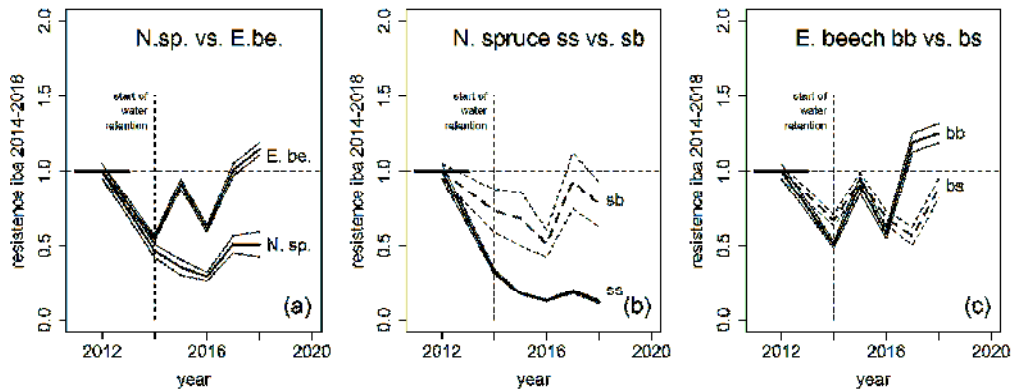 N.sp. vs. E.be.
resistence iba 2014-2018
2.0
1.5
1.0
0.5
0.0
start of
water
retention
E. be.
N. sp.
(a)
2012
2016
2020
year
N. spruce ss vs. sb
resistence iba 2014-2018
2.0
1.5
1.0
0.5
0.0
start of
water
retention
sb
ss
(b)
2012
2016
2020
year
E. beech bb vs. bs
resistence iba 2014-2018
2.0
1.5
1.0
0.5
0.0
start of
water
retention
bb
bs
(c)
2012
2016
2020
year